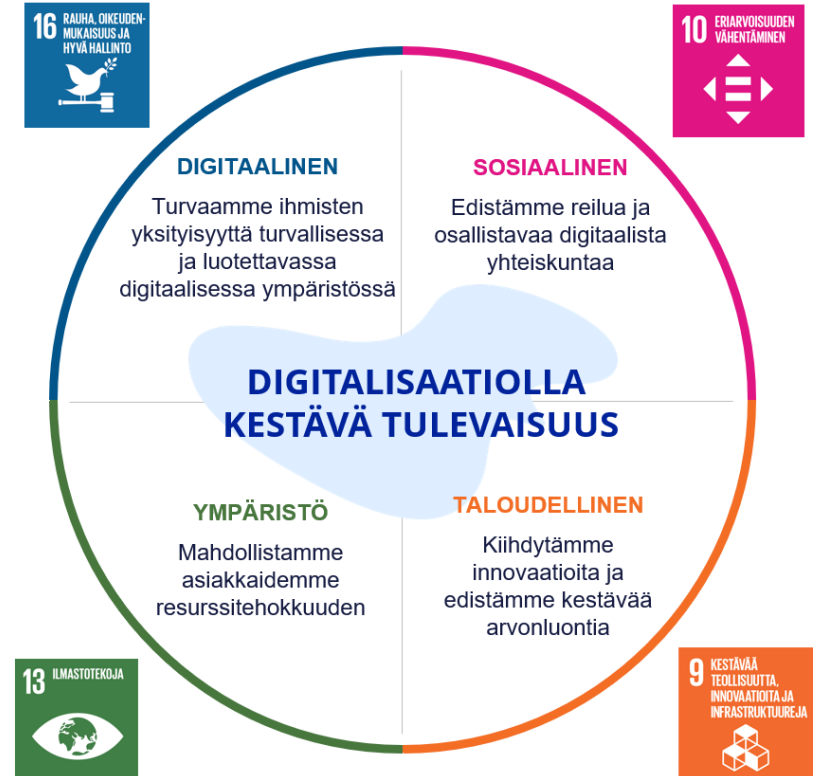 16 RAUHA, OIKEUDEN-
MUKAISUUS JA
HYVÄ HALLINTO
10 ERIARVOISUUDEN
VÄHENTÄMINEN
DIGITAALINEN
Turvaamme ihmisten
yksityisyyttä turvallisessa
ja luotettavassa
digitaalisessa ympäristössä
SOSIAALINEN
Edistämme reilua ja
osallistavaa digitaalista
yhteiskuntaa
DIGITALISAATIOLLA
KESTÄVÄ TULEVAISUUS
YMPÄRISTÖ
Mahdollistamme
asiakkaidemme
resurssitehokkuuden
TALOUDELLINEN
Kiihdytämme
innovaatioita ja
edistämme kestävää
arvonluontia
13 ILMASTOTEKOJA
9 KESTÄVÄÄ
TEOLLISUUTTA,
INNOVAATIOITA JA
INFRASTRUKTUUREJA